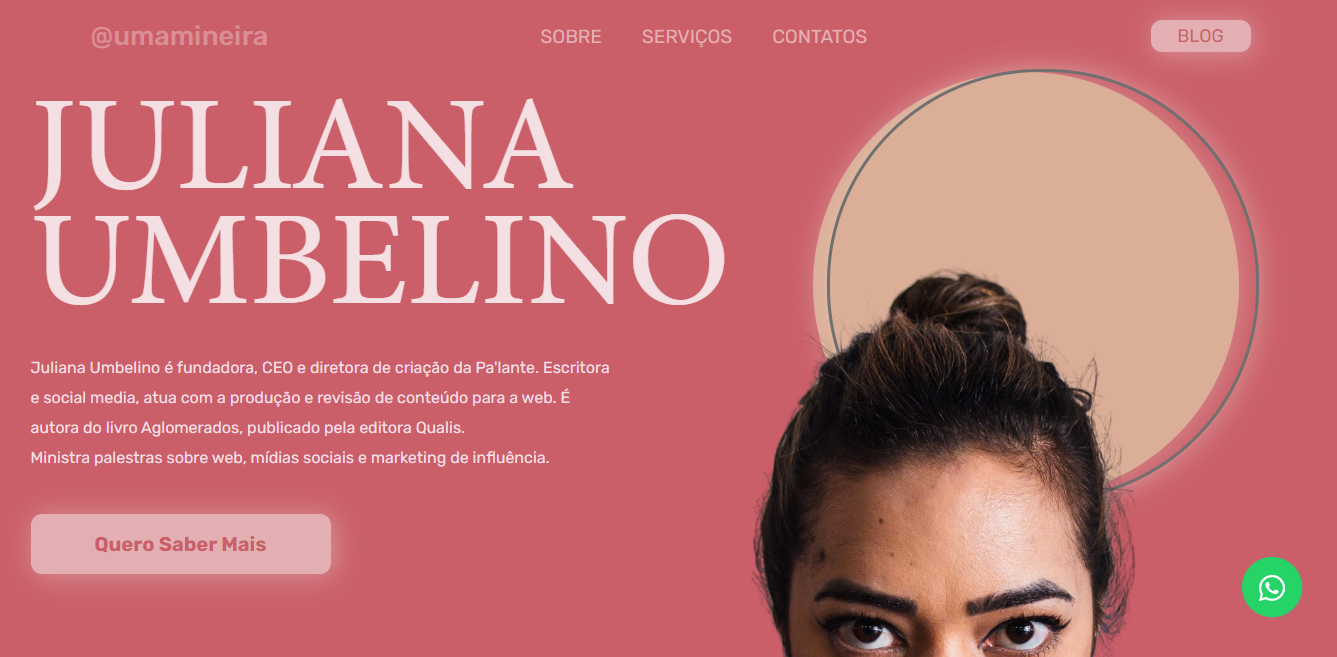 @umamineira
SOBRE
SERVIÇOS
CONTATOS
BLOG
JULIANA
UMBELINO
Juliana Umbelino é fundadora, CEO e diretora de criação da Pa'lante. Escritora
e social media, atua com a produção e revisão de conteúdo para a web. É
autora do livro Aglomerados, publicado pela editora Qualis.
Ministra palestras sobre web, mídias sociais e marketing de influência.
Quero Saber Mais